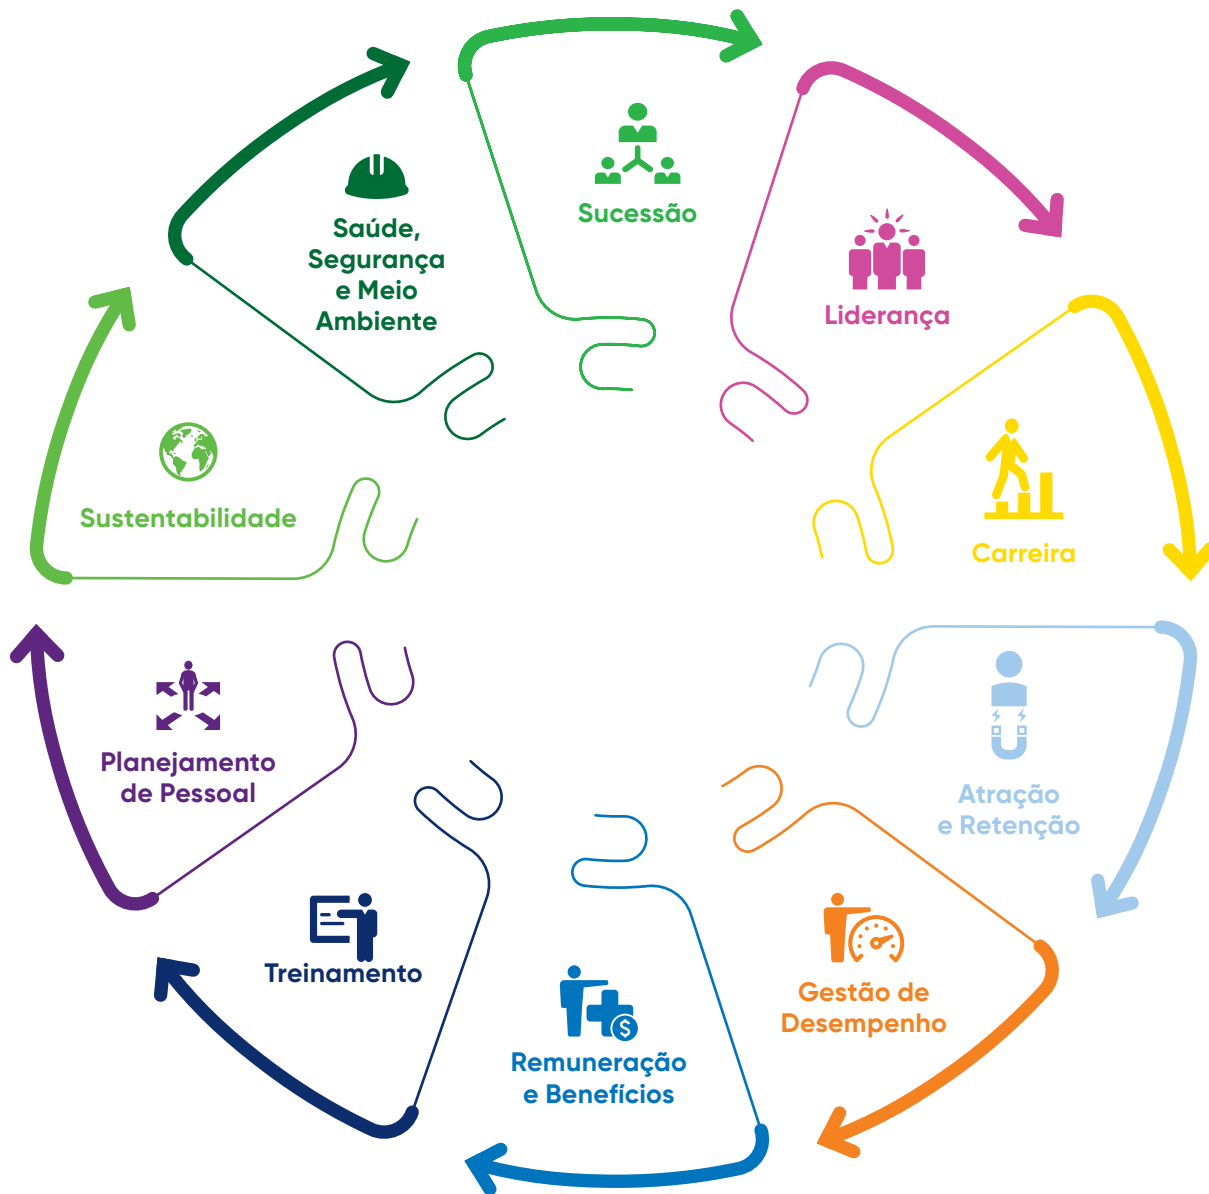 Sucessão
Liderança
Carreira
Atração
e Retenção
Gestão de
Desempenho
Remuneração
e Benefícios
$
Treinamento
Planejamento
de Pessoal
Sustentabilidade
Saúde,
Segurança
e Meio
Ambiente